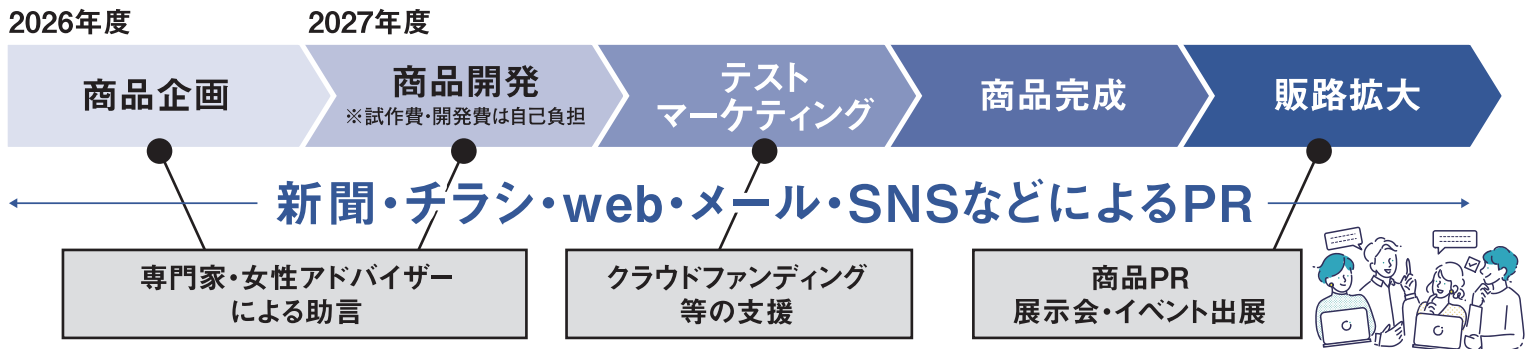 2026年度
2027年度
商品企画
商品開発
※試作費・開発費は自己負担
テスト
マーケティング
商品完成
販路拡大
新聞・チラシ・web・メール・SNSなどによるPR
専門家・女性アドバイザー
による助言
クラウドファンディング
等の支援
商品PR
展示会・イベント出展